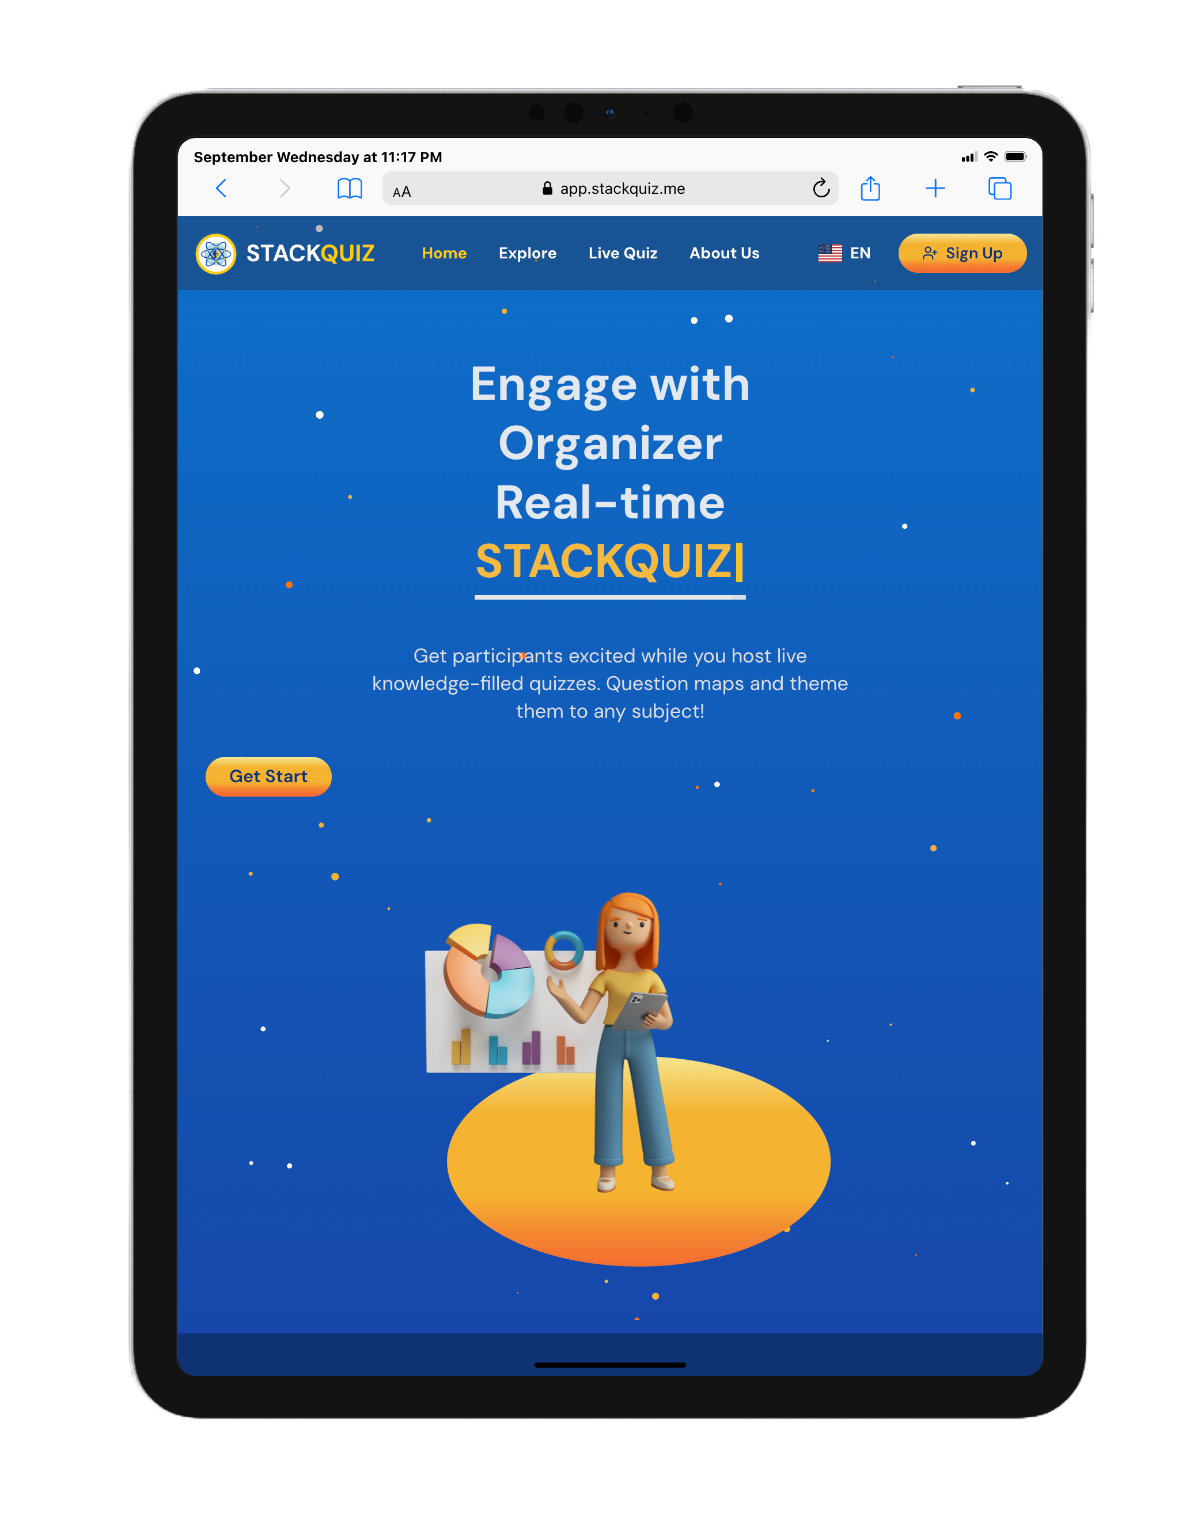 September Wednesday at 11:17 PM
AA
app.stackquiz.me
STACKQUIZ
Home
Explore
Live Quiz
About Us
EN
Sign Up
Engage with
Organizer
Real-time
STACKQUIZ|
Get participants excited while you host live
knowledge-filled quizzes. Question maps and theme
them to any subject!
Get Start